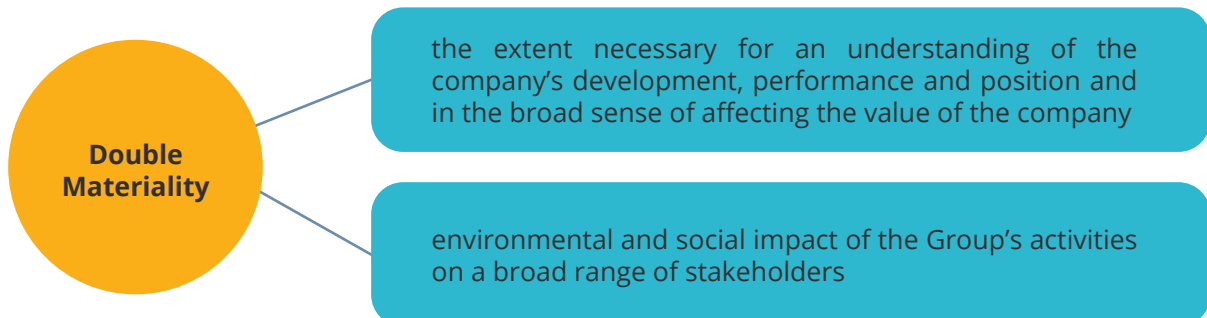 Double
Materiality
the extent necessary for an understanding of the
company’s development, performance and position and
in the broad sense of affecting the value of the company
environmental and social impact of the Group’s activities
on a broad range of stakeholders